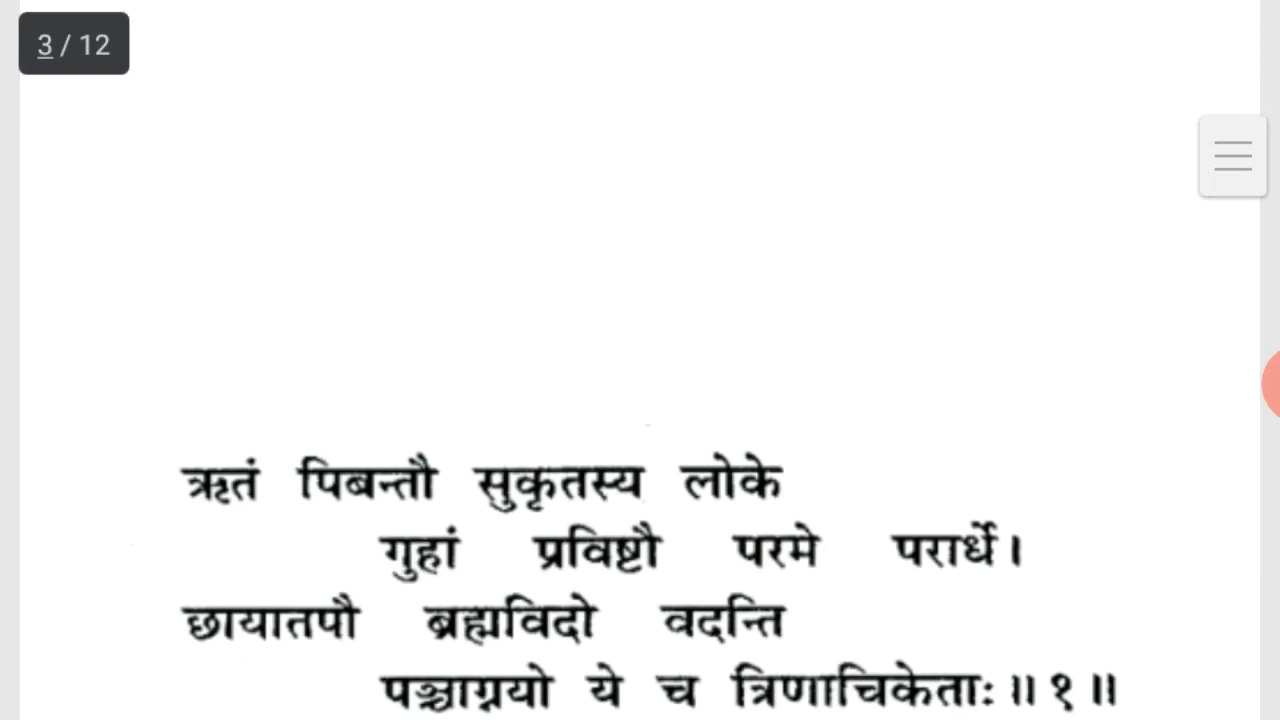 3 / 12
ऋतं पिबन्तौ सुकृतस्य लोके
गुहां प्रविष्टौ परमे परार्धे।
छायातपौ ब्रह्मविदो वदन्ति
पञ्चाग्नयो ये च त्रिणाचिकेताः॥१॥